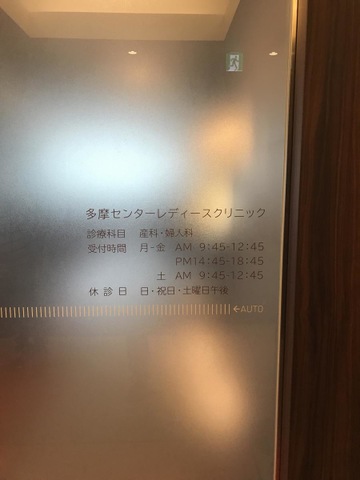 多摩センターレディースクリニック
診療科目 産科・婦人科
受付時間 月-金 AM 9:45-12:45
PM14:45-18:45
土 AM 9:45-12:45
休診日 日・祝日・土曜日午後
←AUTO